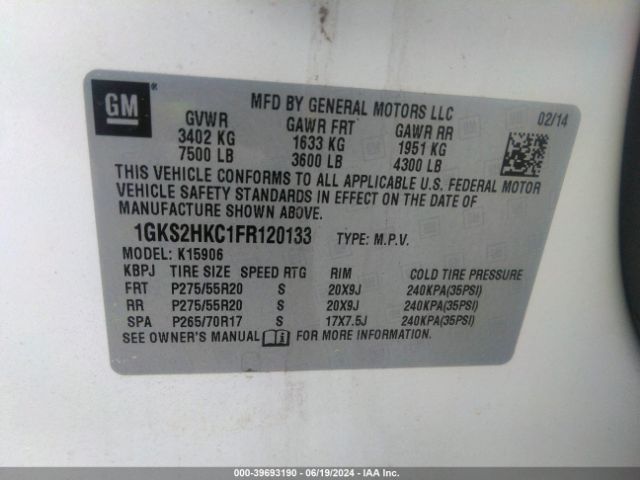 GM ®
MFD BY GENERAL MOTORS LLC
02/14
GVWR GAWR FRT GAWR RR
3402 KG 1633 KG 1951 KG
7500 LB 3600 LB 4300 LB
THIS VEHICLE CONFORMS TO ALL APPLICABLE U.S. FEDERAL MOTOR
VEHICLE SAFETY STANDARDS IN EFFECT ON THE DATE OF
MANUFACTURE SHOWN ABOVE.
1GKS2HKC1FR120133 TYPE: M.P.V.
MODEL: K15906
KBPJ TIRE SIZE SPEED RTG RIM COLD TIRE PRESSURE
FRT P275/55R20 S 20X9J 240KPA(35PSI)
RR P275/55R20 S 20X9J 240KPA(35PSI)
SPA P265/70R17 S 17X7.5J 240KPA(35PSI)
SEE OWNER'S MANUAL FOR MORE INFORMATION.
000-39693190 - 06/19/2024 - IAA Inc.